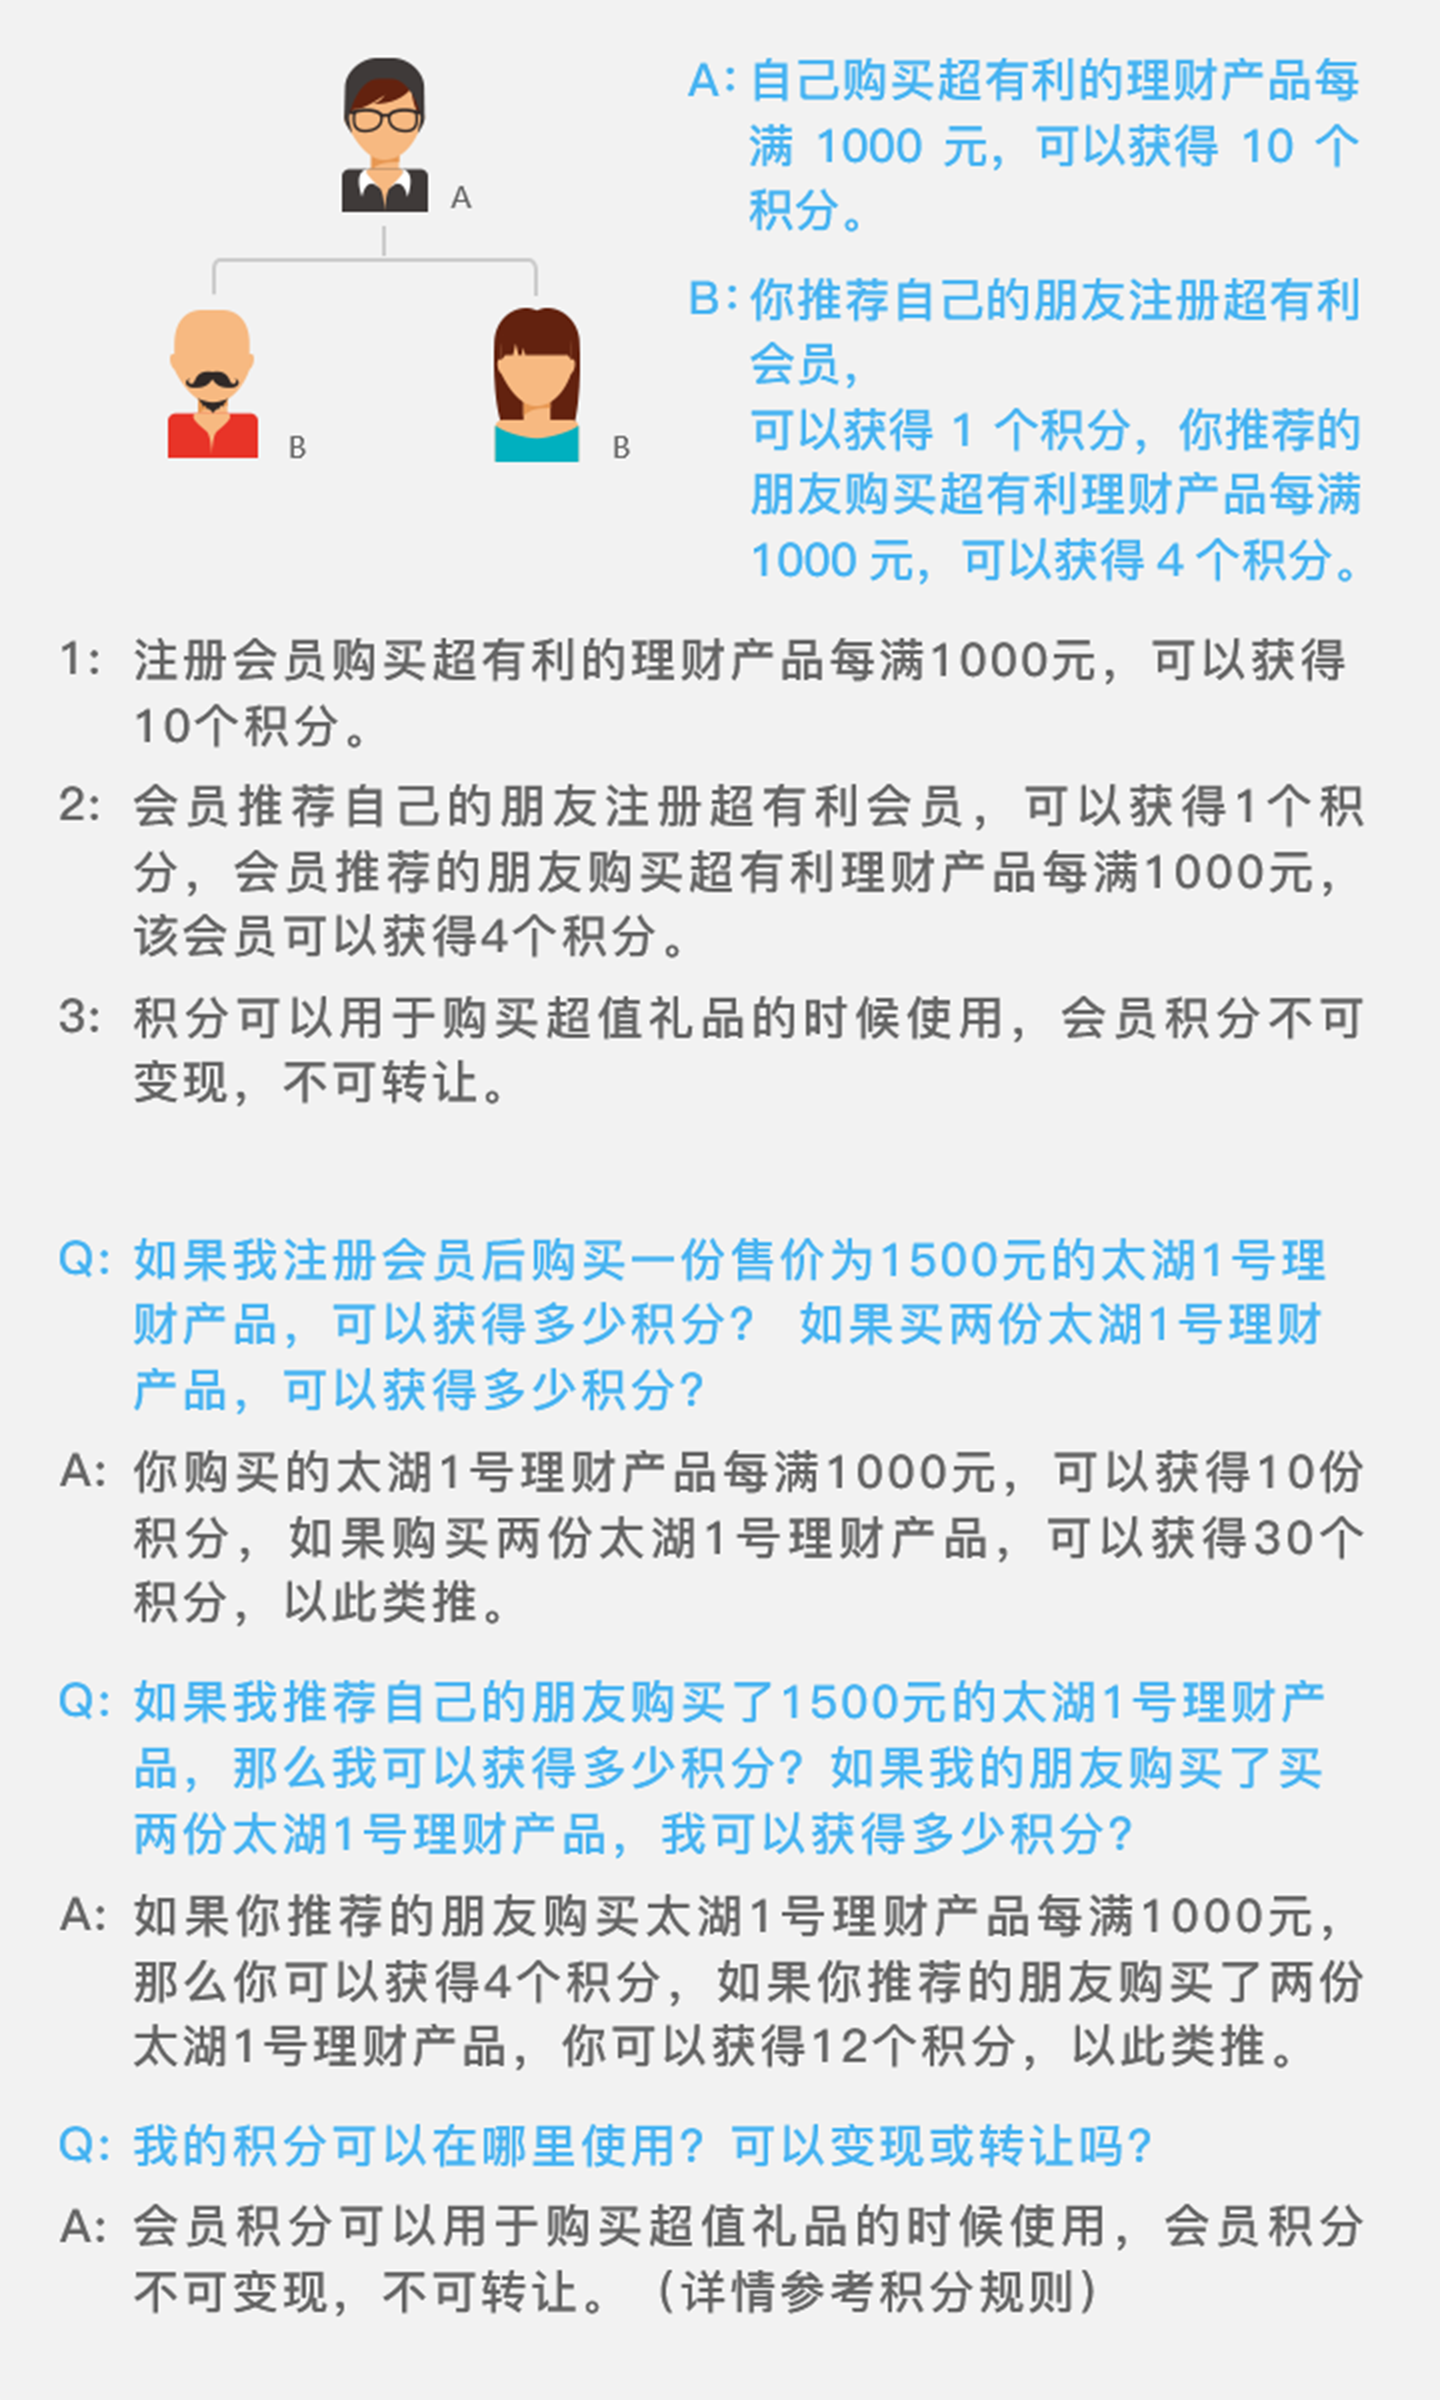 A
B
B
A:自己购买超有利的理财产品每
满 1000 元，可以获得 10 个
积分。
B:你推荐自己的朋友注册超有利
会员，
可以获得 1 个积分，你推荐的
朋友购买超有利理财产品每满
1000 元，可以获得 4 个积分。
1: 注册会员购买超有利的理财产品每满1000元，可以获得
10个积分。
2: 会员推荐自己的朋友注册超有利会员，可以获得1个积
分，会员推荐的朋友购买超有利理财产品每满1000元，
该会员可以获得4个积分。
3: 积分可以用于购买超值礼品的时候使用，会员积分不可
变现，不可转让。
Q: 如果我注册会员后购买一份售价为1500元的太湖1号理
财产品，可以获得多少积分? 如果买两份太湖1号理财
产品，可以获得多少积分?
A: 你购买的太湖1号理财产品每满1000元，可以获得10份
积分，如果购买两份太湖1号理财产品，可以获得30个
积分，以此类推。
Q: 如果我推荐自己的朋友购买了1500元的太湖1号理财产
品，那么我可以获得多少积分? 如果我的朋友购买了买
两份太湖1号理财产品，我可以获得多少积分?
A: 如果你推荐的朋友购买太湖1号理财产品每满1000元，
那么你可以获得4个积分，如果你推荐的朋友购买了两份
太湖1号理财产品，你可以获得12个积分，以此类推。
Q: 我的积分可以在哪里使用? 可以变现或转让吗?
A: 会员积分可以用于购买超值礼品的时候使用，会员积分
不可变现，不可转让。（详情参考积分规则）